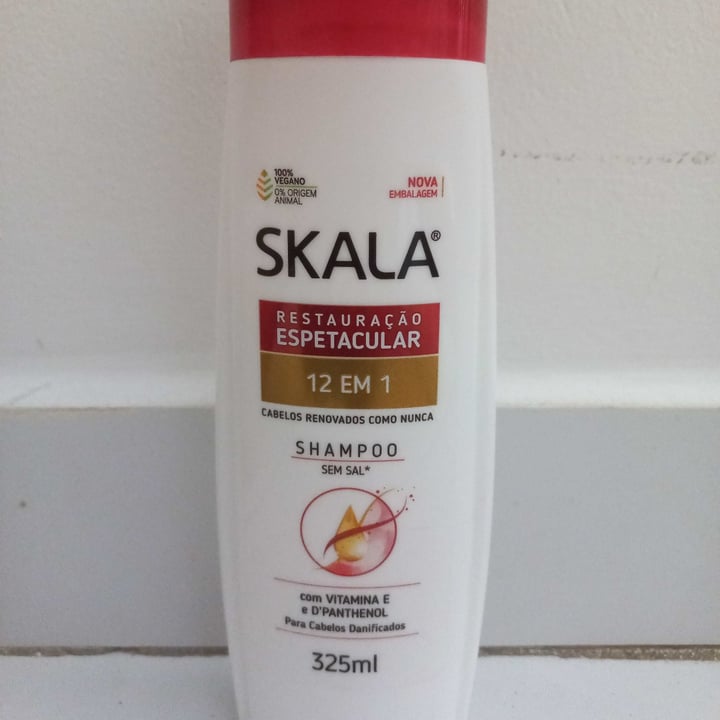 100%
VEGANO
0% ORIGEM
ANIMAL
NOVA
EMBALAGEM
SKALA®
RESTAURAÇÃO
ESPETACULAR
12 EM 1
CABELOS RENOVADOS COMO NUNCA
SHAMPOO
SEM SAL*
com VITAMINA E
e D'PANTHENOL
Para Cabelos Danificados
325ml